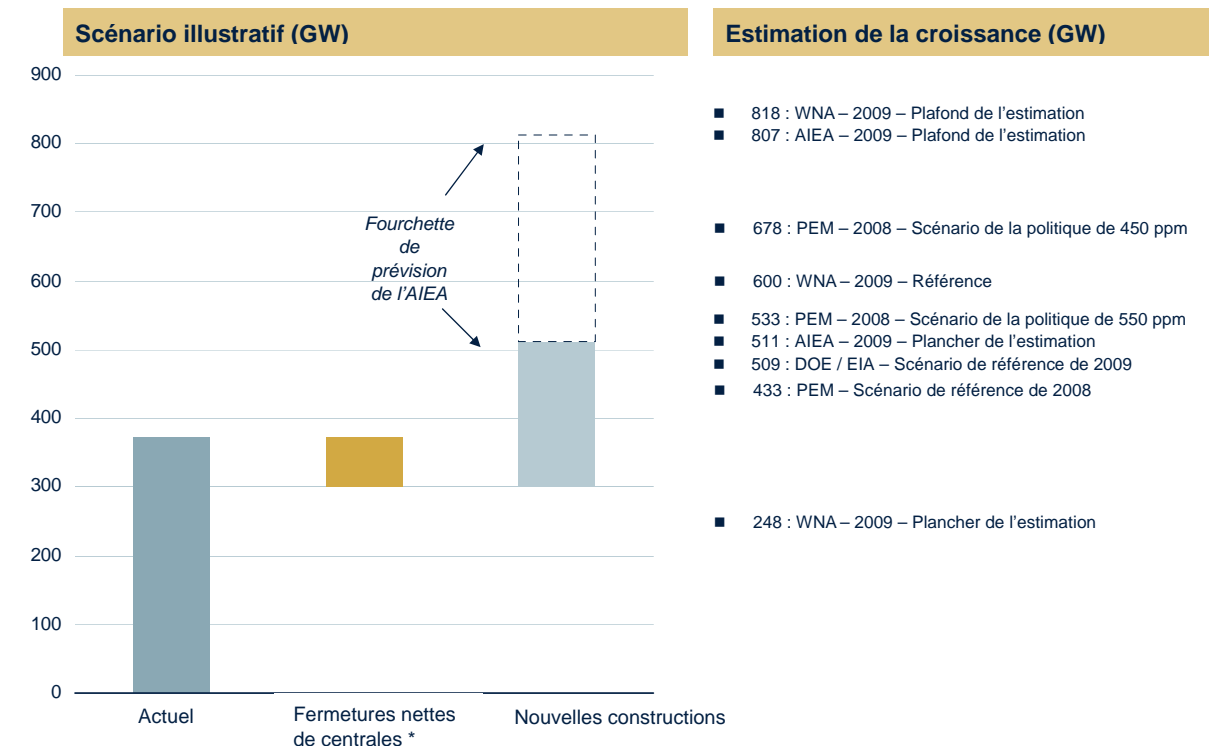 Scénario illustratif (GW)
900
800
700
600
500
400
300
200
100
0
Fourchette
de
prévision
de l’AIEA
Actuel
Fermetures nettes
de centrales *
Nouvelles constructions
Estimation de la croissance (GW)
■ 818 : WNA – 2009 – Plafond de l’estimation
■ 807 : AIEA – 2009 – Plafond de l’estimation
■ 678 : PEM – 2008 – Scénario de la politique de 450 ppm
■ 600 : WNA – 2009 – Référence
■ 533 : PEM – 2008 – Scénario de la politique de 550 ppm
■ 511 : AIEA – 2009 – Plancher de l’estimation
■ 509 : DOE / EIA – Scénario de référence de 2009
■ 433 : PEM – Scénario de référence de 2008
■ 248 : WNA – 2009 – Plancher de l’estimation